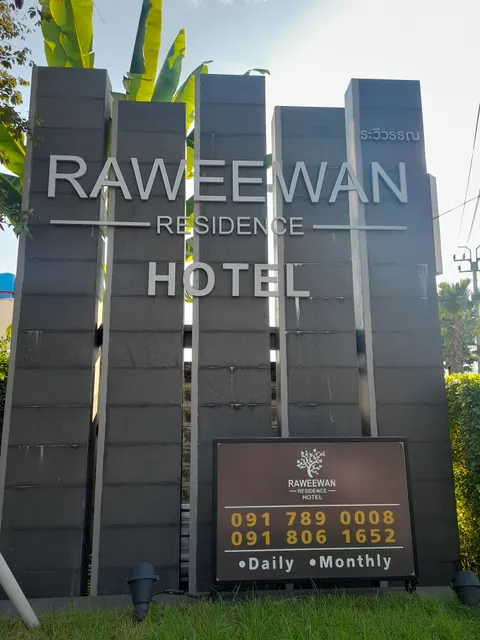 ระวีวรรณ
RAWEEWAN
RESIDENCE
HOTEL
RAWEEWAN
RESIDENCE
HOTEL
091 789 0008
091 806 1652
•Daily •Monthly